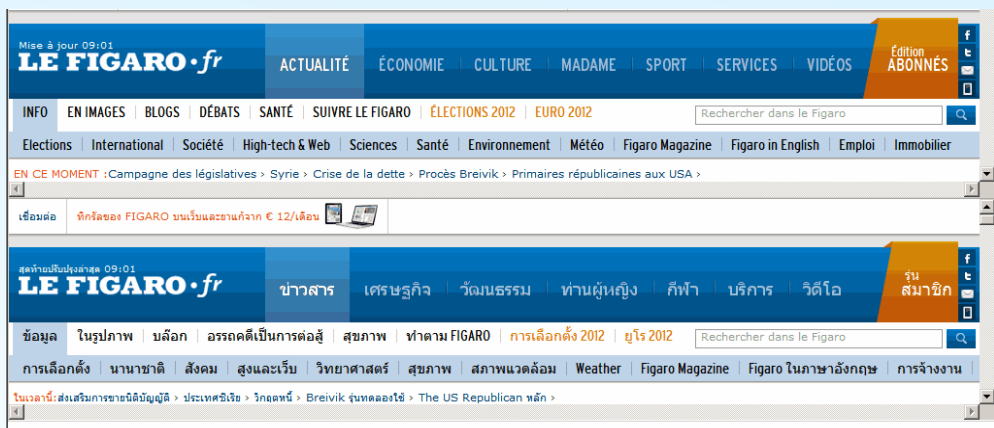 Mise à jour 09:01
LE FIGARO·fr ACTUALITÉ ÉCONOMIE CULTURE MADAME SPORT SERVICES VIDÉOS Édition ABONNÉS
INFO EN IMAGES BLOGS DÉBATS SANTÉ SUIVRE LE FIGARO ÉLECTIONS 2012 EURO 2012 Rechercher dans le Figaro
Elections International Société High-tech & Web Sciences Santé Environnement Météo Figaro Magazine Figaro in English Emploi Immobilier
EN CE MOMENT :Campagne des législatives › Syrie › Crise de la dette › Procès Breivik › Primaires républicaines aux USA ›
เชื่อมต่อ ทุกรัลของ FIGARO บนเว็บและยาแก้จาก € 12/เดือน
สุดท้ายปรับปรุงล่าสุด 09:01
LE FIGARO·fr ข่าวสาร เศรษฐกิจ วัฒนธรรม ท่านผู้หญิง กีฬา บริการ วิดีโอ รุ่น สมาชิก
ข้อมูล ในรูปภาพ บล๊อก อรรถคดีเป็นการต่อสู้ สุขภาพ ทำตาม FIGARO การเลือกตั้ง 2012 ยูโร 2012 Rechercher dans le Figaro
การเลือกตั้ง นานาชาติ สังคม สูงและเว็บ วิทยาศาสตร์ สุขภาพ สภาพแวดล้อม Weather Figaro Magazine Figaro ในภาษาอังกฤษ การจ้างงาน
ในเวลานี้:ส่งเสริมการขายนิติบัญญัติ › ประเทศซีเรีย › วิกฤตหนี้ › Breivik รุ่นทดลองใช้ › The US Republican หลัก ›